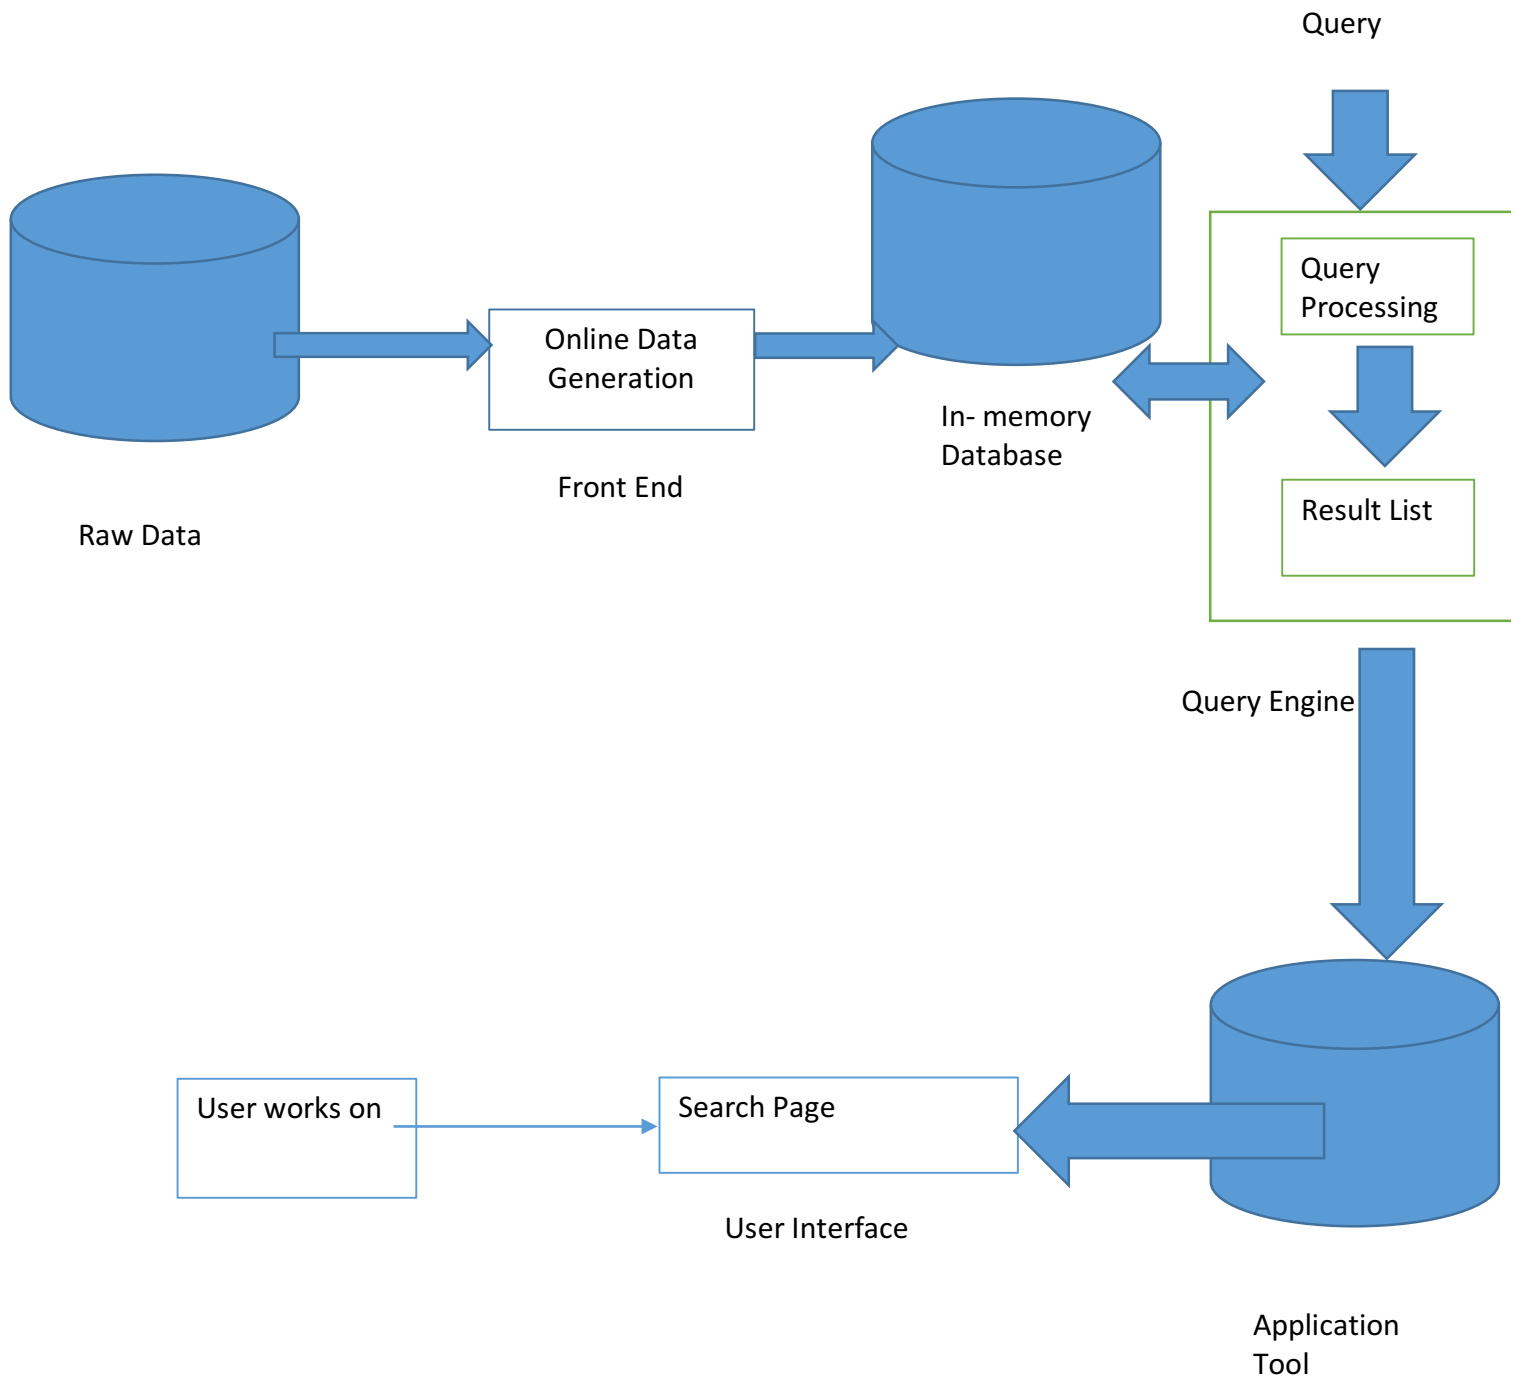 Query
Query
Processing
Online Data
Generation
In- memory
Database
Front End
Result List
Raw Data
Query Engine
User works on
Search Page
User Interface
Application
Tool